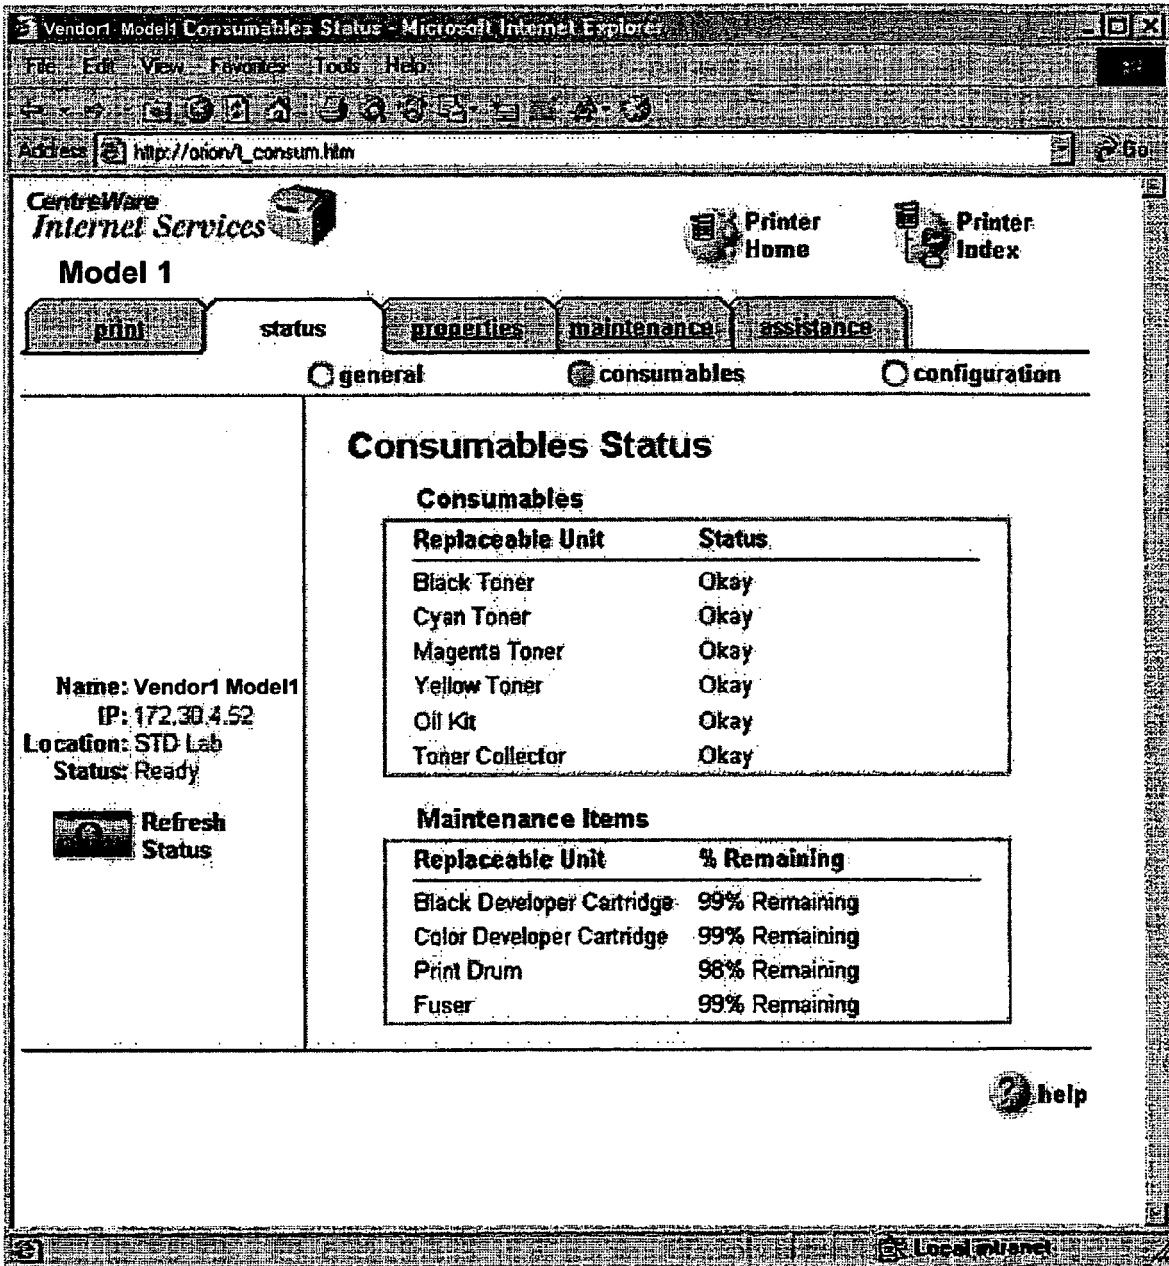 Vendor1 Model1 Consumables Status - Microsoft Internet Explorer
File Edit View Favorites Tools Help
Address http://orion/t_consum.htm Go
CentreWare
Internet Services
Printer Home
Printer Index
Model 1
print status properties maintenance assistance
general consumables configuration
Consumables Status
Consumables
Replaceable Unit Status
Black Toner Okay
Cyan Toner Okay
Magenta Toner Okay
Yellow Toner Okay
Oil Kit Okay
Toner Collector Okay
Name: Vendor1 Model1
IP: 172.30.4.52
Location: STD Lab
Status: Ready
Refresh Status
Maintenance Items
Replaceable Unit % Remaining
Black Developer Cartridge 99% Remaining
Color Developer Cartridge 99% Remaining
Print Drum 98% Remaining
Fuser 99% Remaining
help
Local intranet